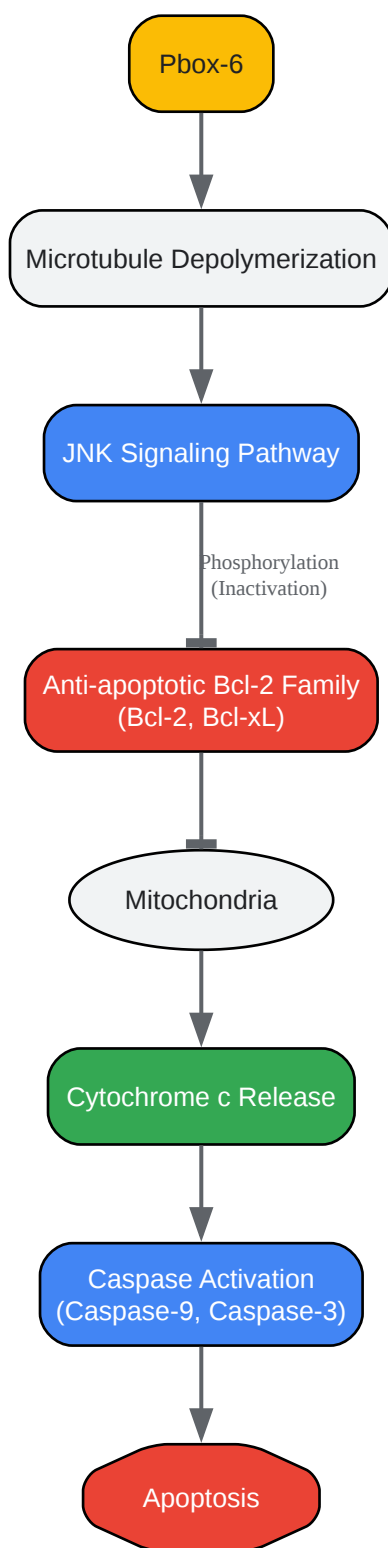 Pbox-6
Microtubule Depolymerization
JNK Signaling Pathway
Phosphorylation
(Inactivation)
Anti-apoptotic Bcl-2 Family
(Bcl-2, Bcl-xL)
Mitochondria
Cytochrome c Release
Caspase Activation
(Caspase-9, Caspase-3)
Apoptosis